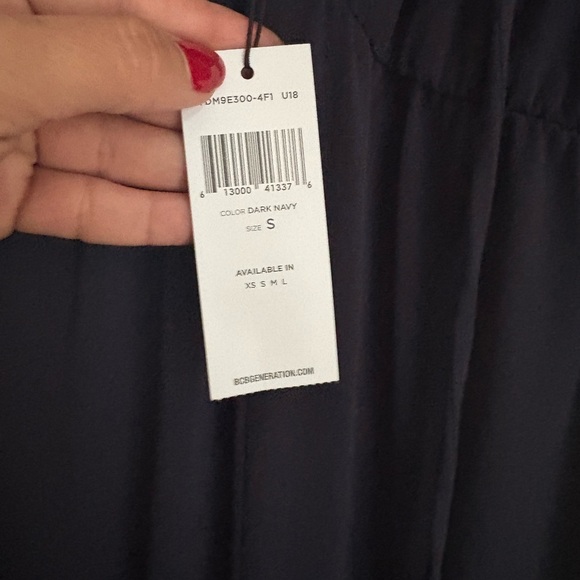 DM9E300-4F1 U18
6 13000 41337 6
COLOR DARK NAVY
SIZE S
AVAILABLE IN
XS S M L
BCBGENERATION.COM